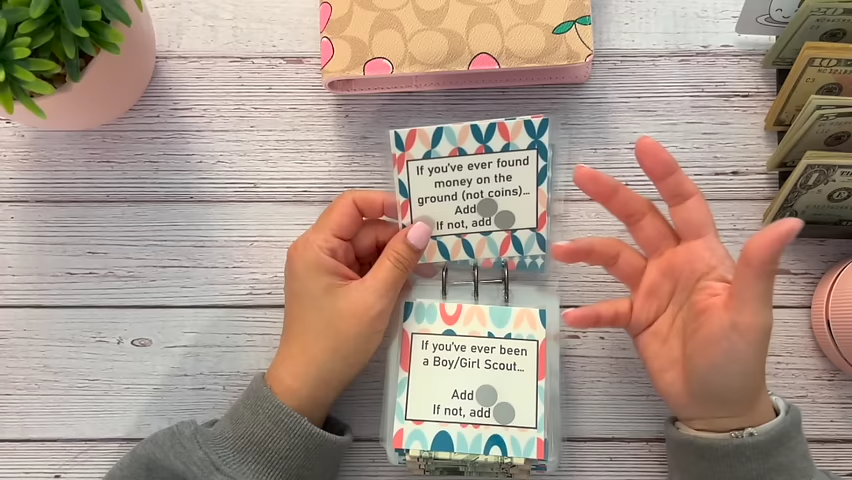 If you've ever found
money on the
ground (not coins)...
Add
If not, add
If you've ever been
a Boy/Girl Scout...
Add
If not, add